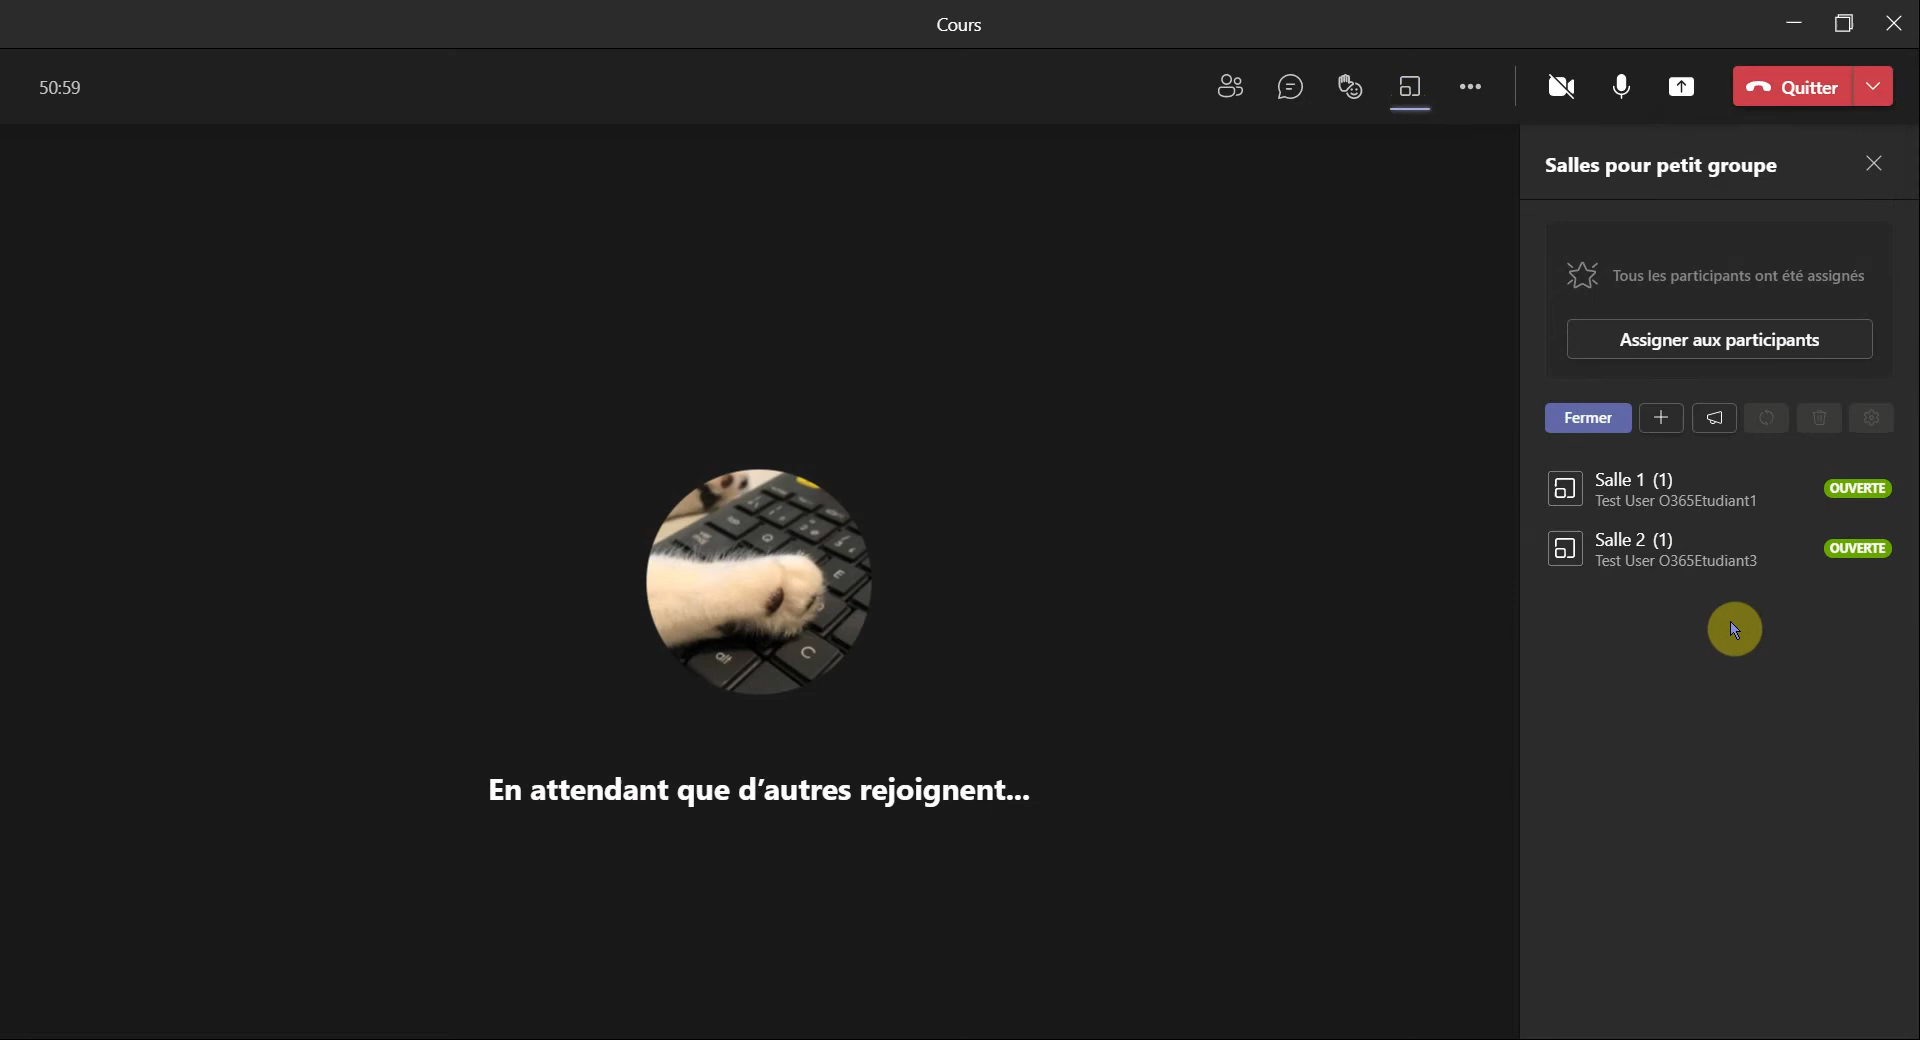 Cours
50:59
Quitter
Salles pour petit groupe
Tous les participants ont été assignés
Assigner aux participants
Fermer
Salle 1 (1)
Test User O365Etudiant1
OUVERTE
Salle 2 (1)
Test User O365Etudiant3
OUVERTE
Q
E
alt
C
En attendant que d’autres rejoignent...